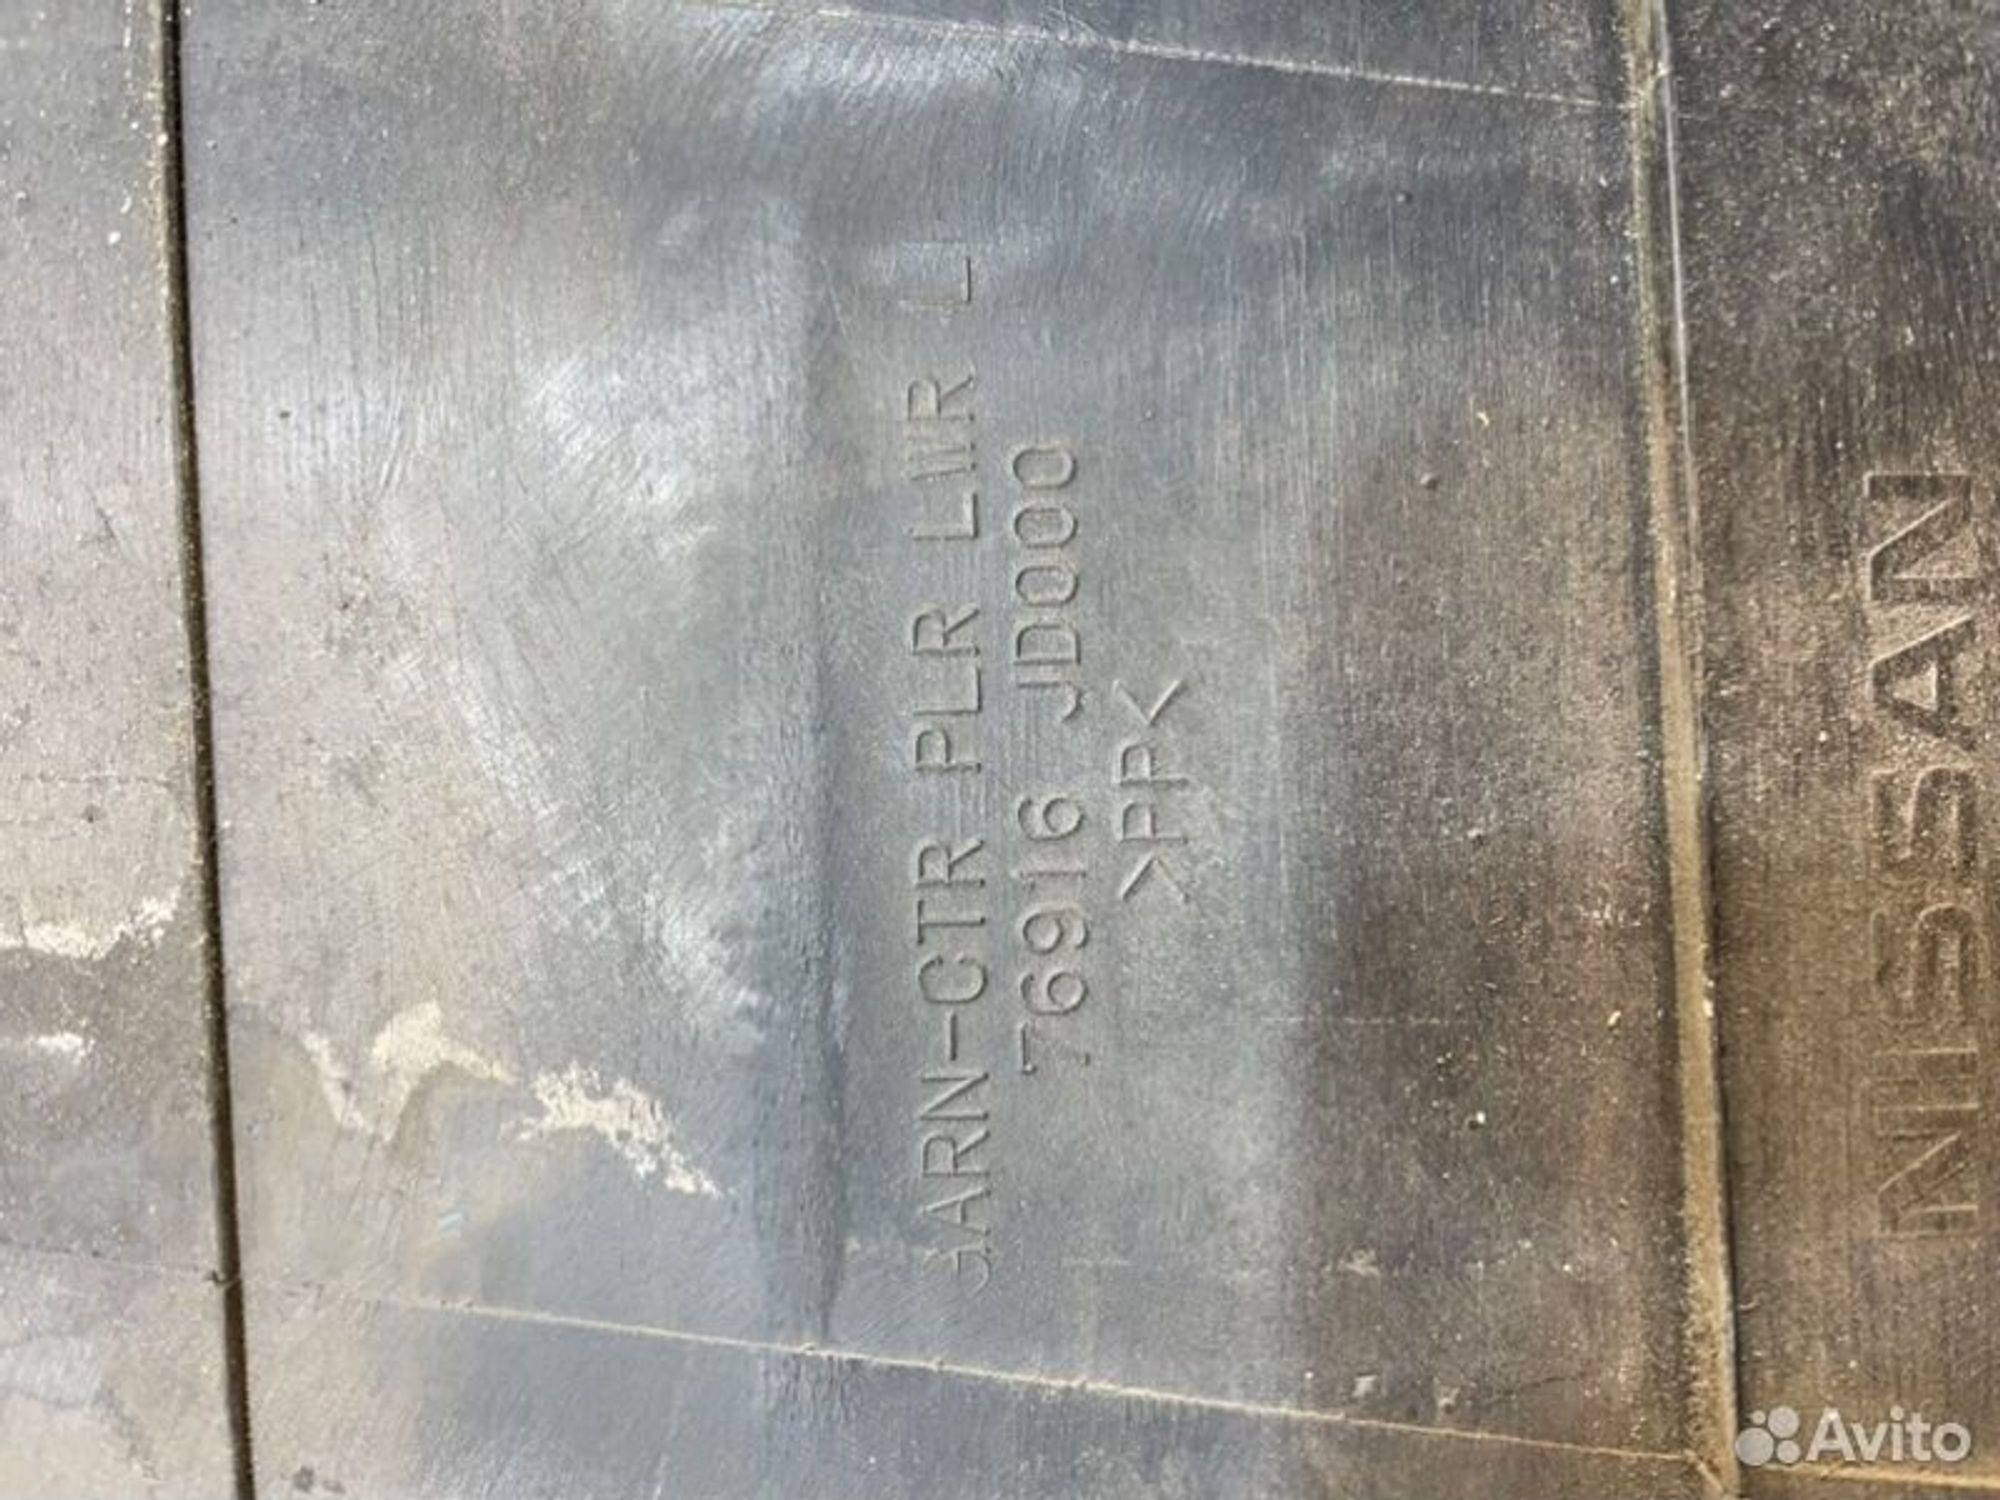 GARN-CTR PLR LWR L
76916 JD000
>PP<
NISSAN
Avito